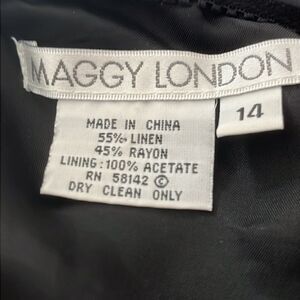 MAGGY LONDON
14
MADE IN CHINA
55% LINEN
45% RAYON
LINING: 100% ACETATE
RN 58142 ©
DRY CLEAN ONLY